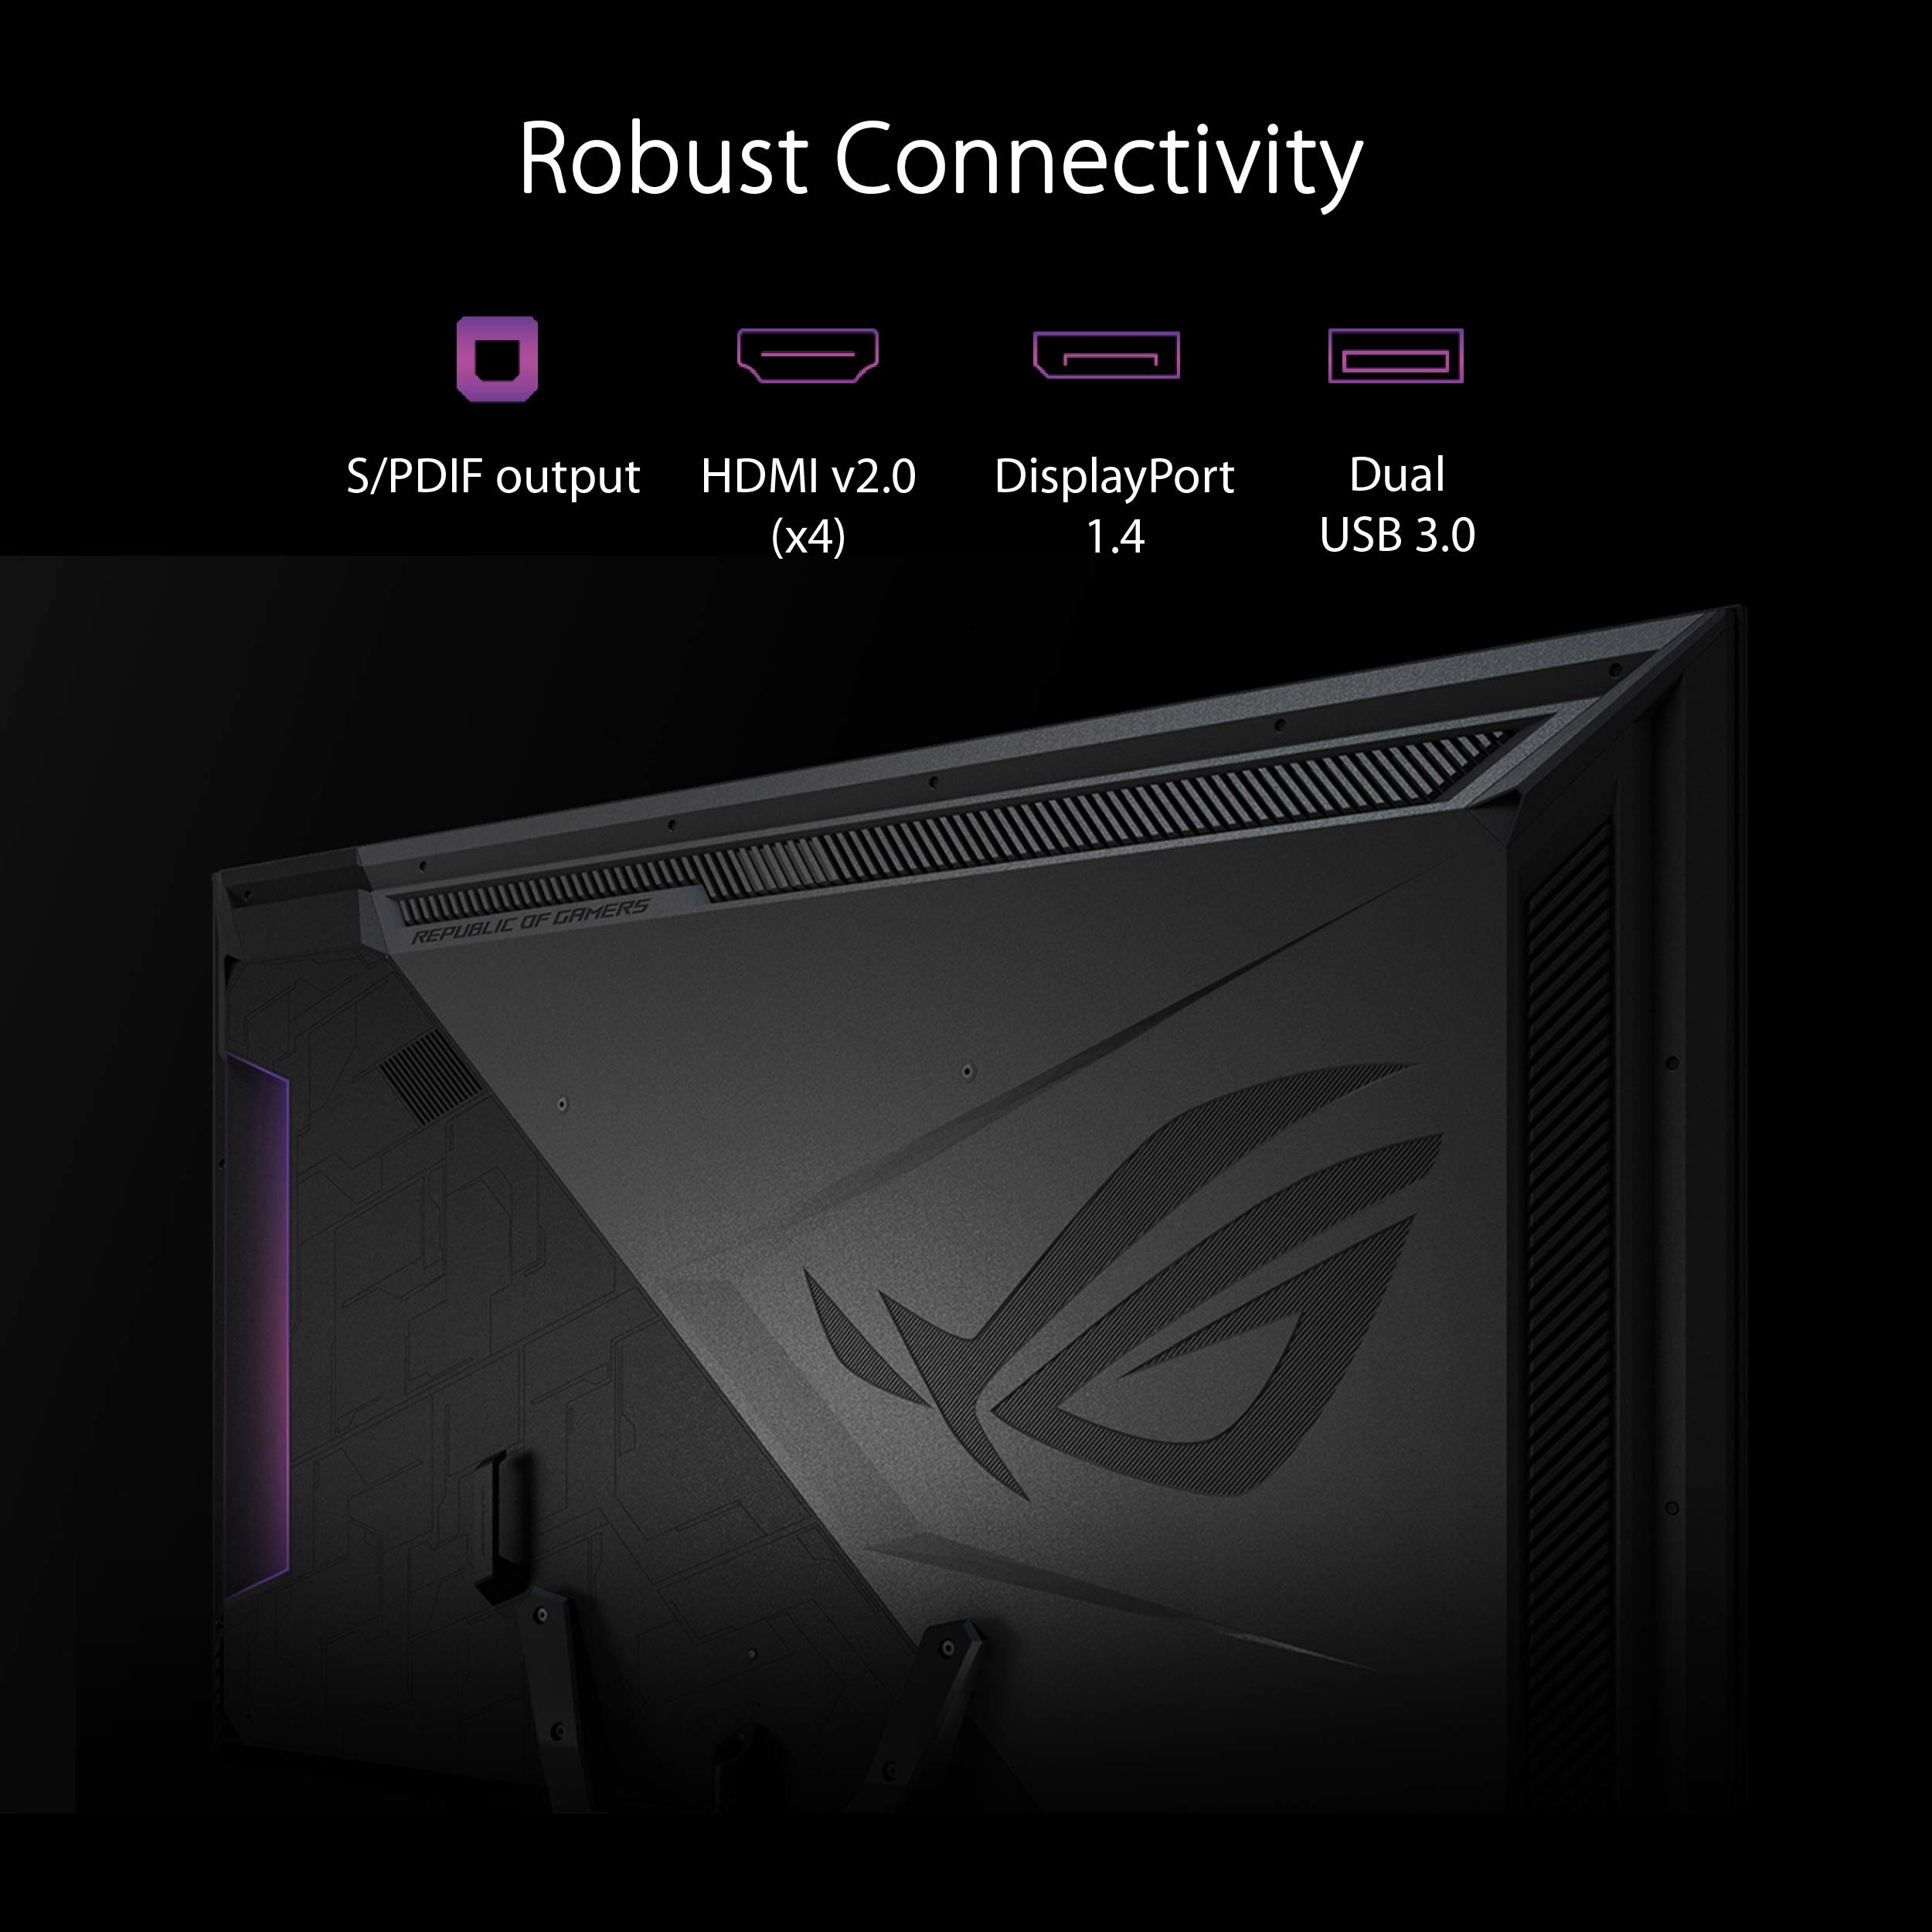 Robust Connectivity
S/PDIF output
HDMI v2.0
(x4)
DisplayPort
1.4
Dual
USB 3.0
REPUBLIC OF GAMERS